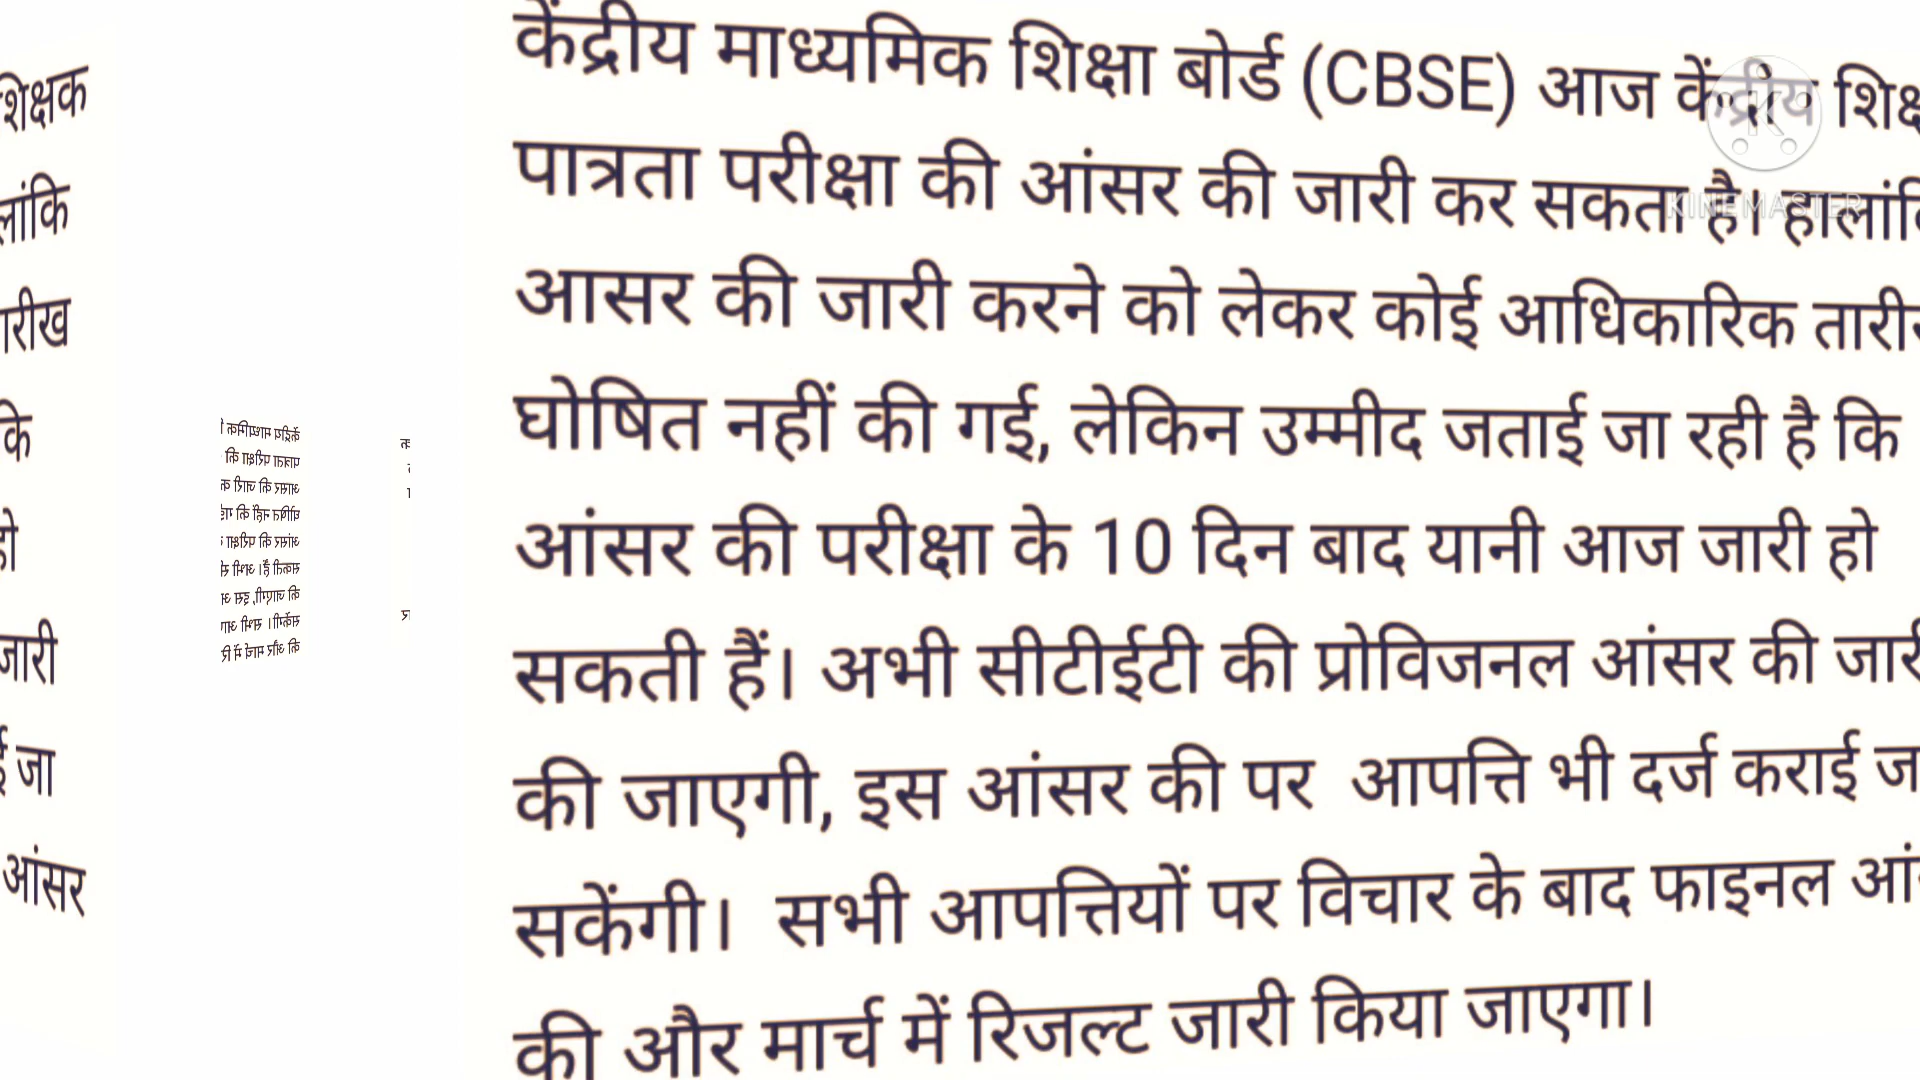 केंद्रीय माध्यमिक शिक्षा बोर्ड (CBSE) आज केंद्रीय
पात्रता परीक्षा की आंसर की जारी कर सकता है।
आसर की जारी करने को लेकर कोई आधिकारिक
घोषित नहीं की गई, लेकिन उम्मीद जताई जा रही है कि
आंसर की परीक्षा के 10 दिन बाद यानी आज जारी हो
सकती हैं। अभी सीटीईटी की प्रोविजनल आंसर की
की जाएगी, इस आंसर की पर आपत्ति भी दर्ज कराई
सकेंगी। सभी आपत्तियों पर विचार के बाद फाइनल
की और मार्च में रिजल्ट जारी किया जाएगा।
KINEMASTER
शिक्षक
कि
जारी
जा
आंसर